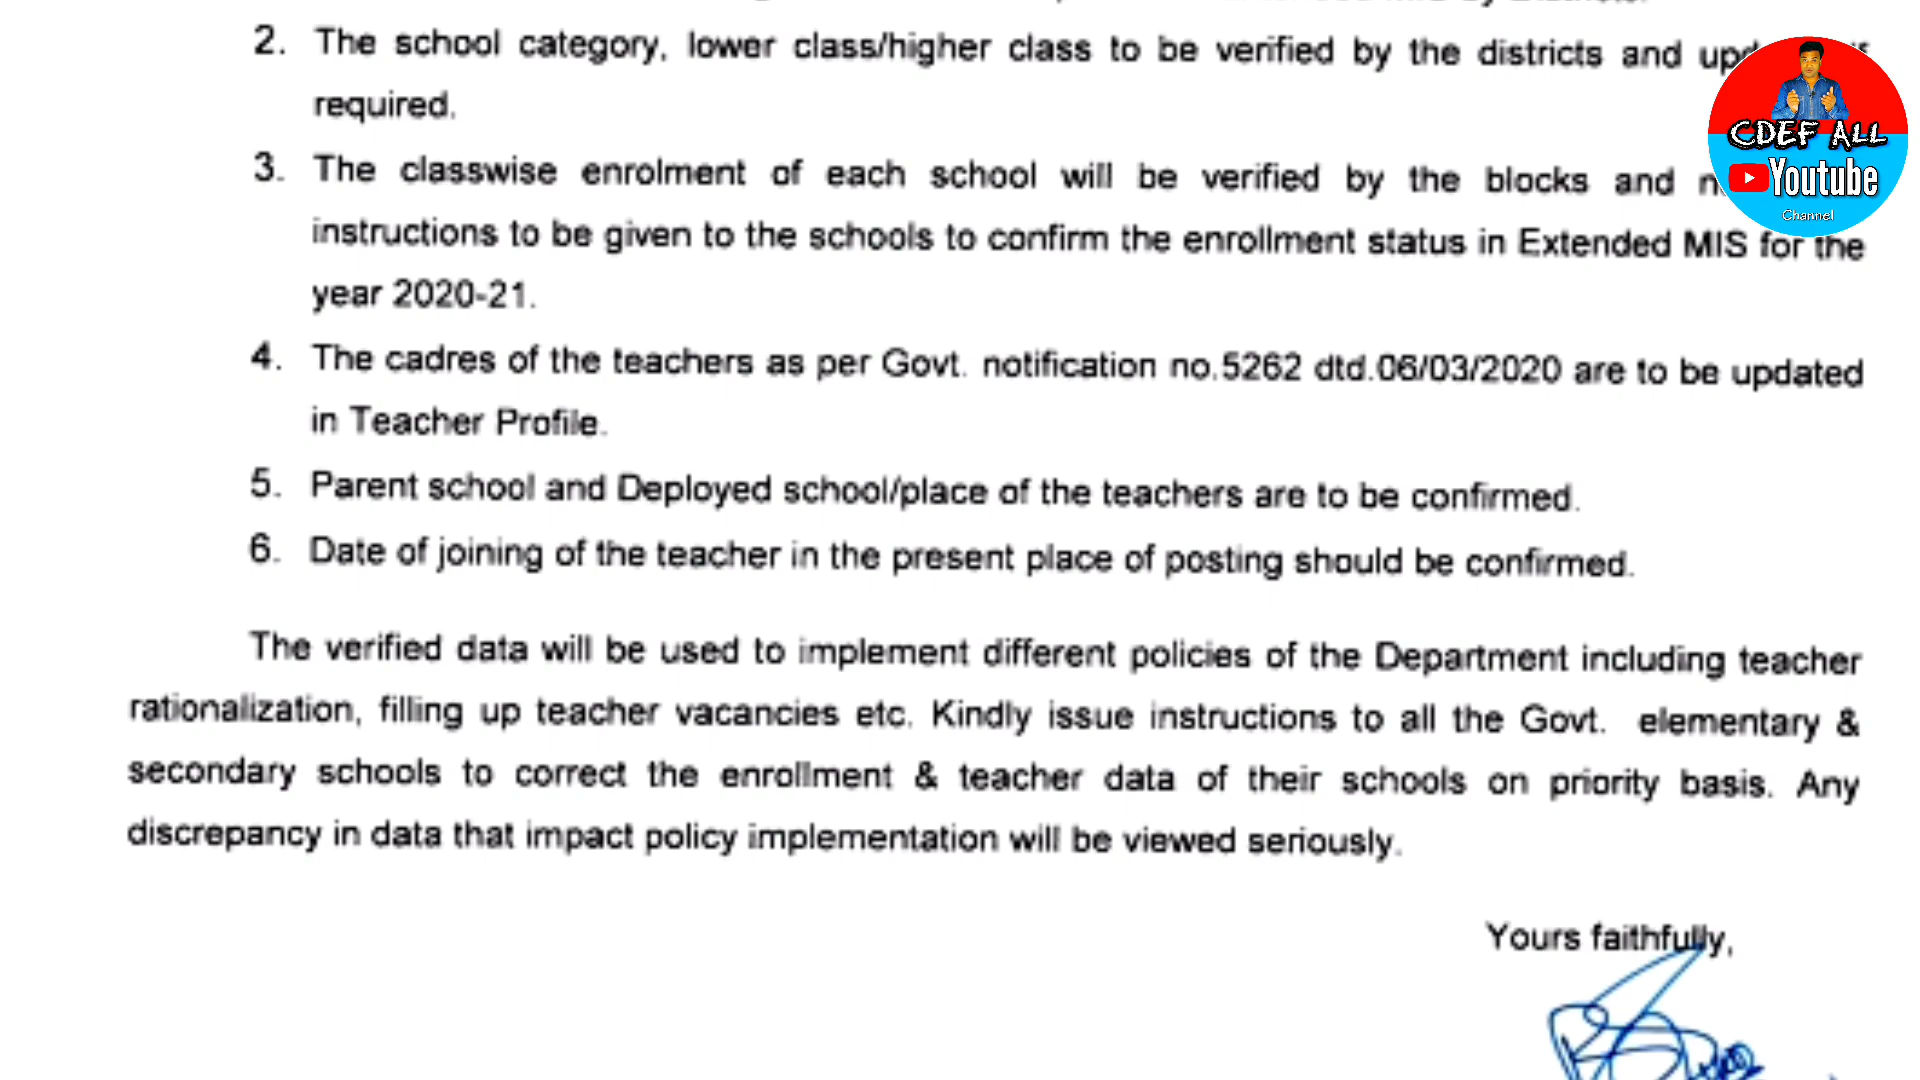 2. The school category, lower class/higher class to be verified by the districts and
required.
3. The classwise enrolment of each school will be verified by the blocks and
instructions to be given to the schools to confirm the enrollment status in Extended MIS for the
year 2020-21.
4. The cadres of the teachers as per Govt. notification no.5262 dtd.06/03/2020 are to be updated
in Teacher Profile.
5. Parent school and Deployed school/place of the teachers are to be confirmed.
6. Date of joining of the teacher in the present place of posting should be confirmed.
The verified data will be used to implement different policies of the Department including teacher
rationalization, filling up teacher vacancies etc. Kindly issue instructions to all the Govt. elementary &
secondary schools to correct the enrollment & teacher data of their schools on priority basis. Any
discrepancy in data that impact policy implementation will be viewed seriously.
Yours faithfully,
CDEF ALL
Youtube
Channel